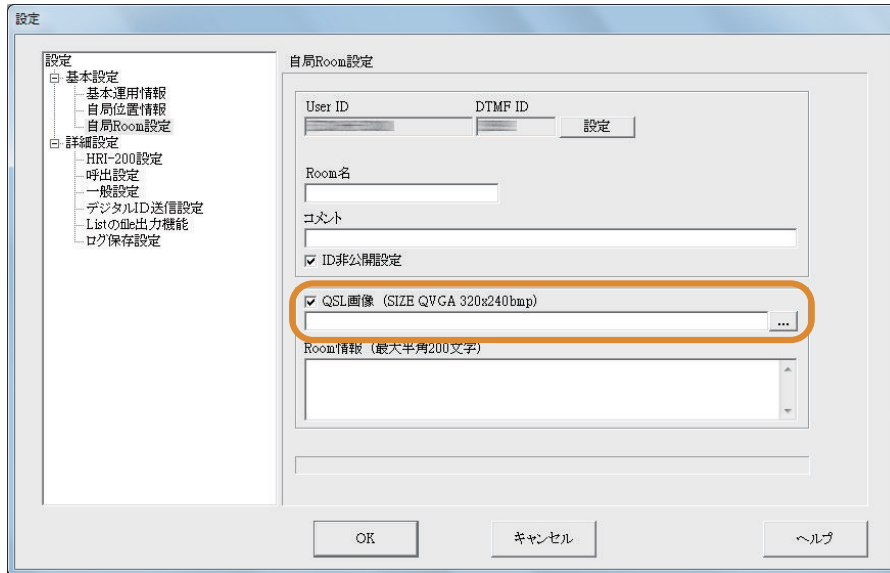 設定
設定
基本設定
基本運用情報
自局位置情報
自局Room設定
詳細設定
HRI-200設定
呼出設定
一般設定
デジタルID送信設定
Listのfile出力機能
ログ保存設定
自局Room設定
User ID DTMF ID
設定
Room名
コメント
ID非公開設定
QSL画像 (SIZE QVGA 320x240bmp)
...
Room情報 (最大半角200文字)
OK キャンセル ヘルプ